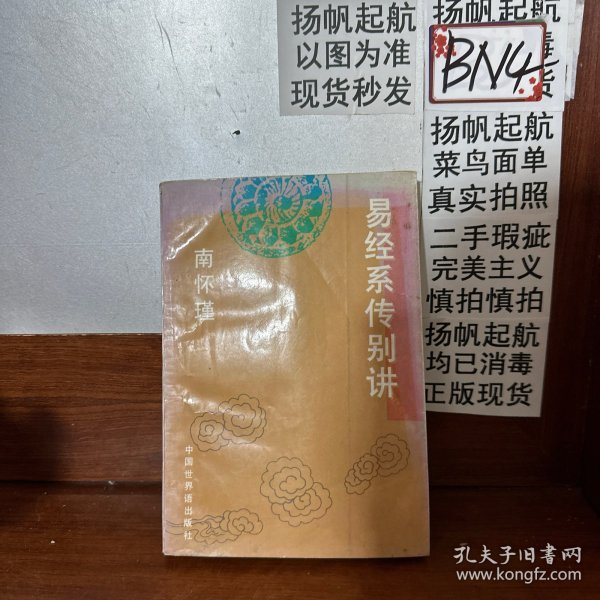 扬帆起航
以图为准
现货秒发
扬帆起航
BN4
毒
货
扬帆起航
菜鸟面单
真实拍照
二手瑕疵
完美主义
慎拍慎拍
扬帆起航
均已消毒
正版现货
易经系传别讲
南怀瑾
中国世界语出版社
孔夫子旧书网
www.kongfz.com